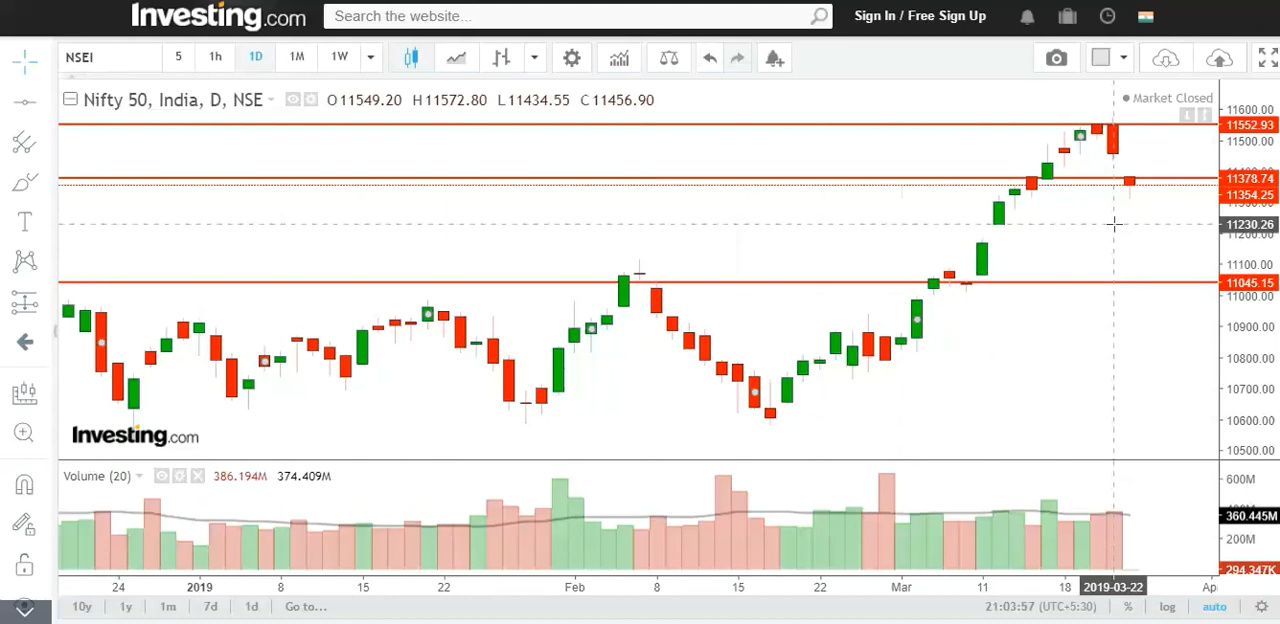 Investing.com
Search the website...
Sign In / Free Sign Up
NSEI 5 1h 1D 1M 1W
Nifty 50, India, D, NSE O11549.20 H11572.80 L11434.55 C11456.90
Market Closed
11600.00
11552.93
11500.00
11378.74
11354.25
11230.26
11200.00
11100.00
11045.15
11000.00
10900.00
10800.00
10700.00
10600.00
10500.00
Investing.com
Volume (20) 386.194M 374.409M
600M
360.445M
200M
294.347K
24 2019 8 15 22 Feb 8 15 22 Mar 11 18 2019-03-22 Ap
10y 1y 1m 7d 1d Go to... 21:03:57 (UTC+5:30) % log auto